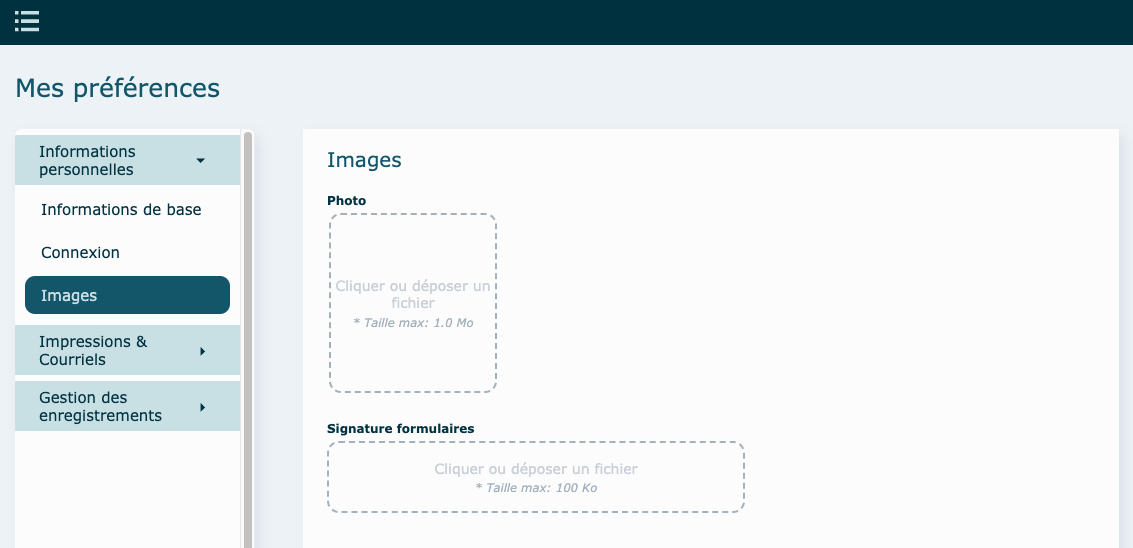 Mes préférences
Informations
personnelles
Informations de base
Connexion
Images
Impressions &
Courriels
Gestion des
enregistrements
Images
Photo
Cliquer ou déposer un
fichier
* Taille max: 1.0 Mo
Signature formulaires
Cliquer ou déposer un fichier
* Taille max: 100 Ko